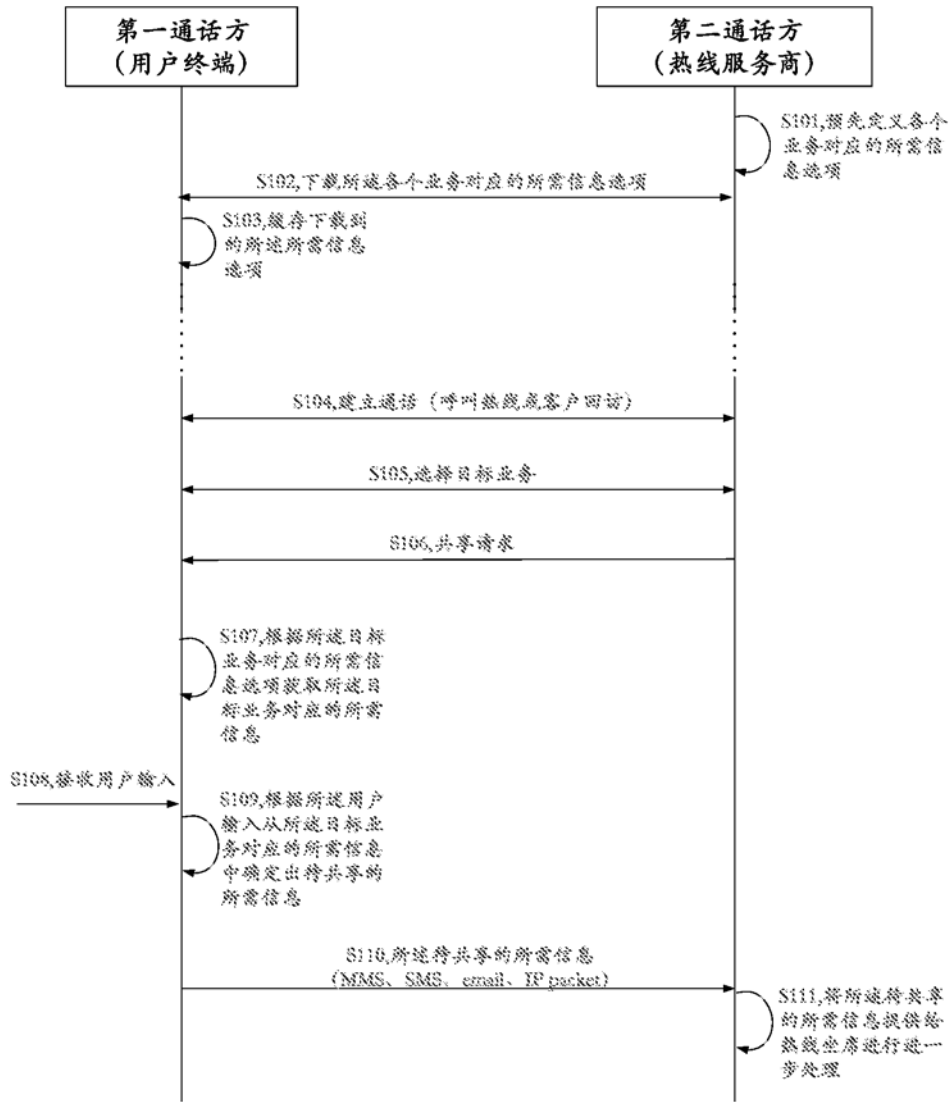 第一通话方
(用户终端)
第二通话方
(热线服务商)
S101,预先定义各个
业务对应的所需信
息选项
S102,下载所述各个业务对应的所需信息选项
S103,缓存下载到
的所述所需信息
选项
S104,建立通话（呼叫热线或客户回访）
S105,选择目标业务
S106,共享请求
S107,根据所述目标
业务对应的所需信
息选项获取所述目
标业务对应的所需
信息
S108,接收用户输入
S109,根据所述用户
输入从所述目标业
务对应的所需信息
中确定出待共享的
所需信息
S110,所述待共享的所需信息
（MMS、SMS、email、IP packet）
S111,将所述待共享
的所需信息提供给
热线坐席进行进一
步处理